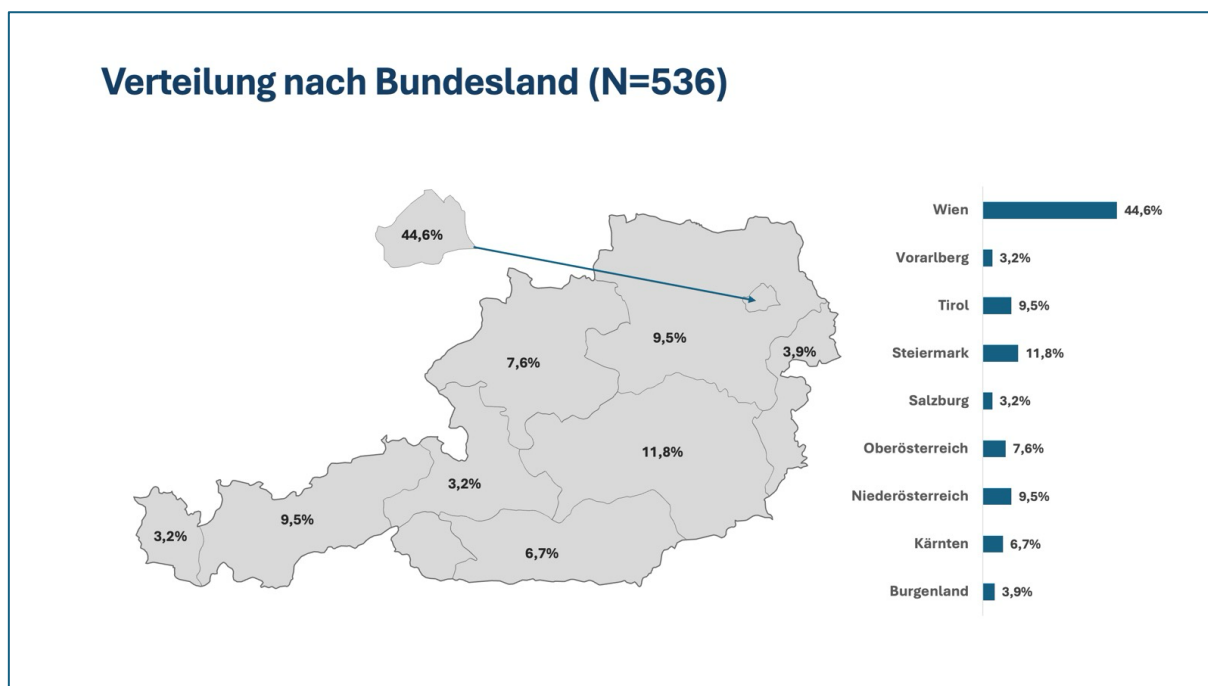 Verteilung nach Bundesland (N=536)
44,6%
9,5%
3,9%
7,6%
11,8%
3,2%
9,5%
3,2%
6,7%
Wien 44,6%
Vorarlberg 3,2%
Tirol 9,5%
Steiermark 11,8%
Salzburg 3,2%
Oberösterreich 7,6%
Niederösterreich 9,5%
Kärnten 6,7%
Burgenland 3,9%